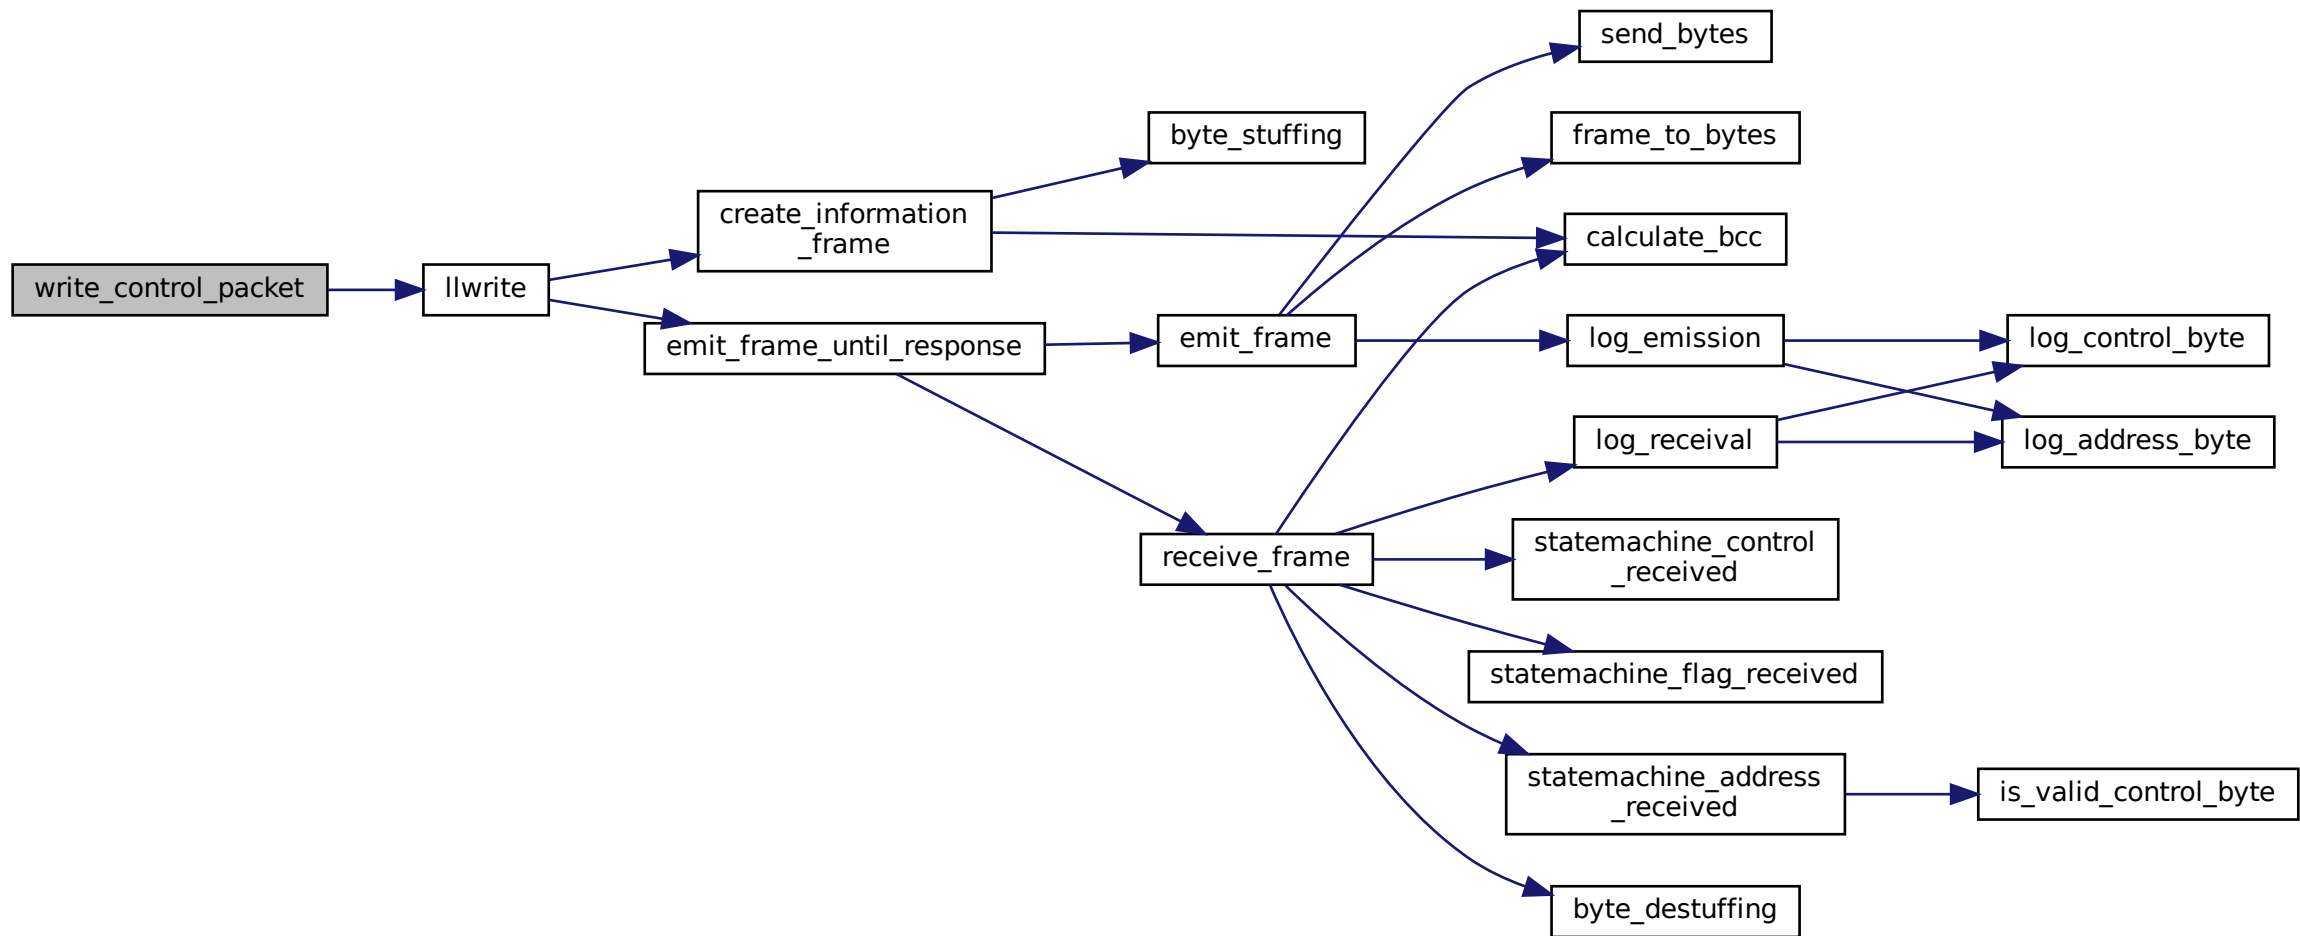 write_control_packet
llwrite
create_information
_frame
emit_frame_until_response
byte_stuffing
emit_frame
receive_frame
send_bytes
frame_to_bytes
calculate_bcc
log_emission
log_receival
statemachine_control
_received
statemachine_flag_received
statemachine_address
_received
byte_destuffing
log_control_byte
log_address_byte
is_valid_control_byte